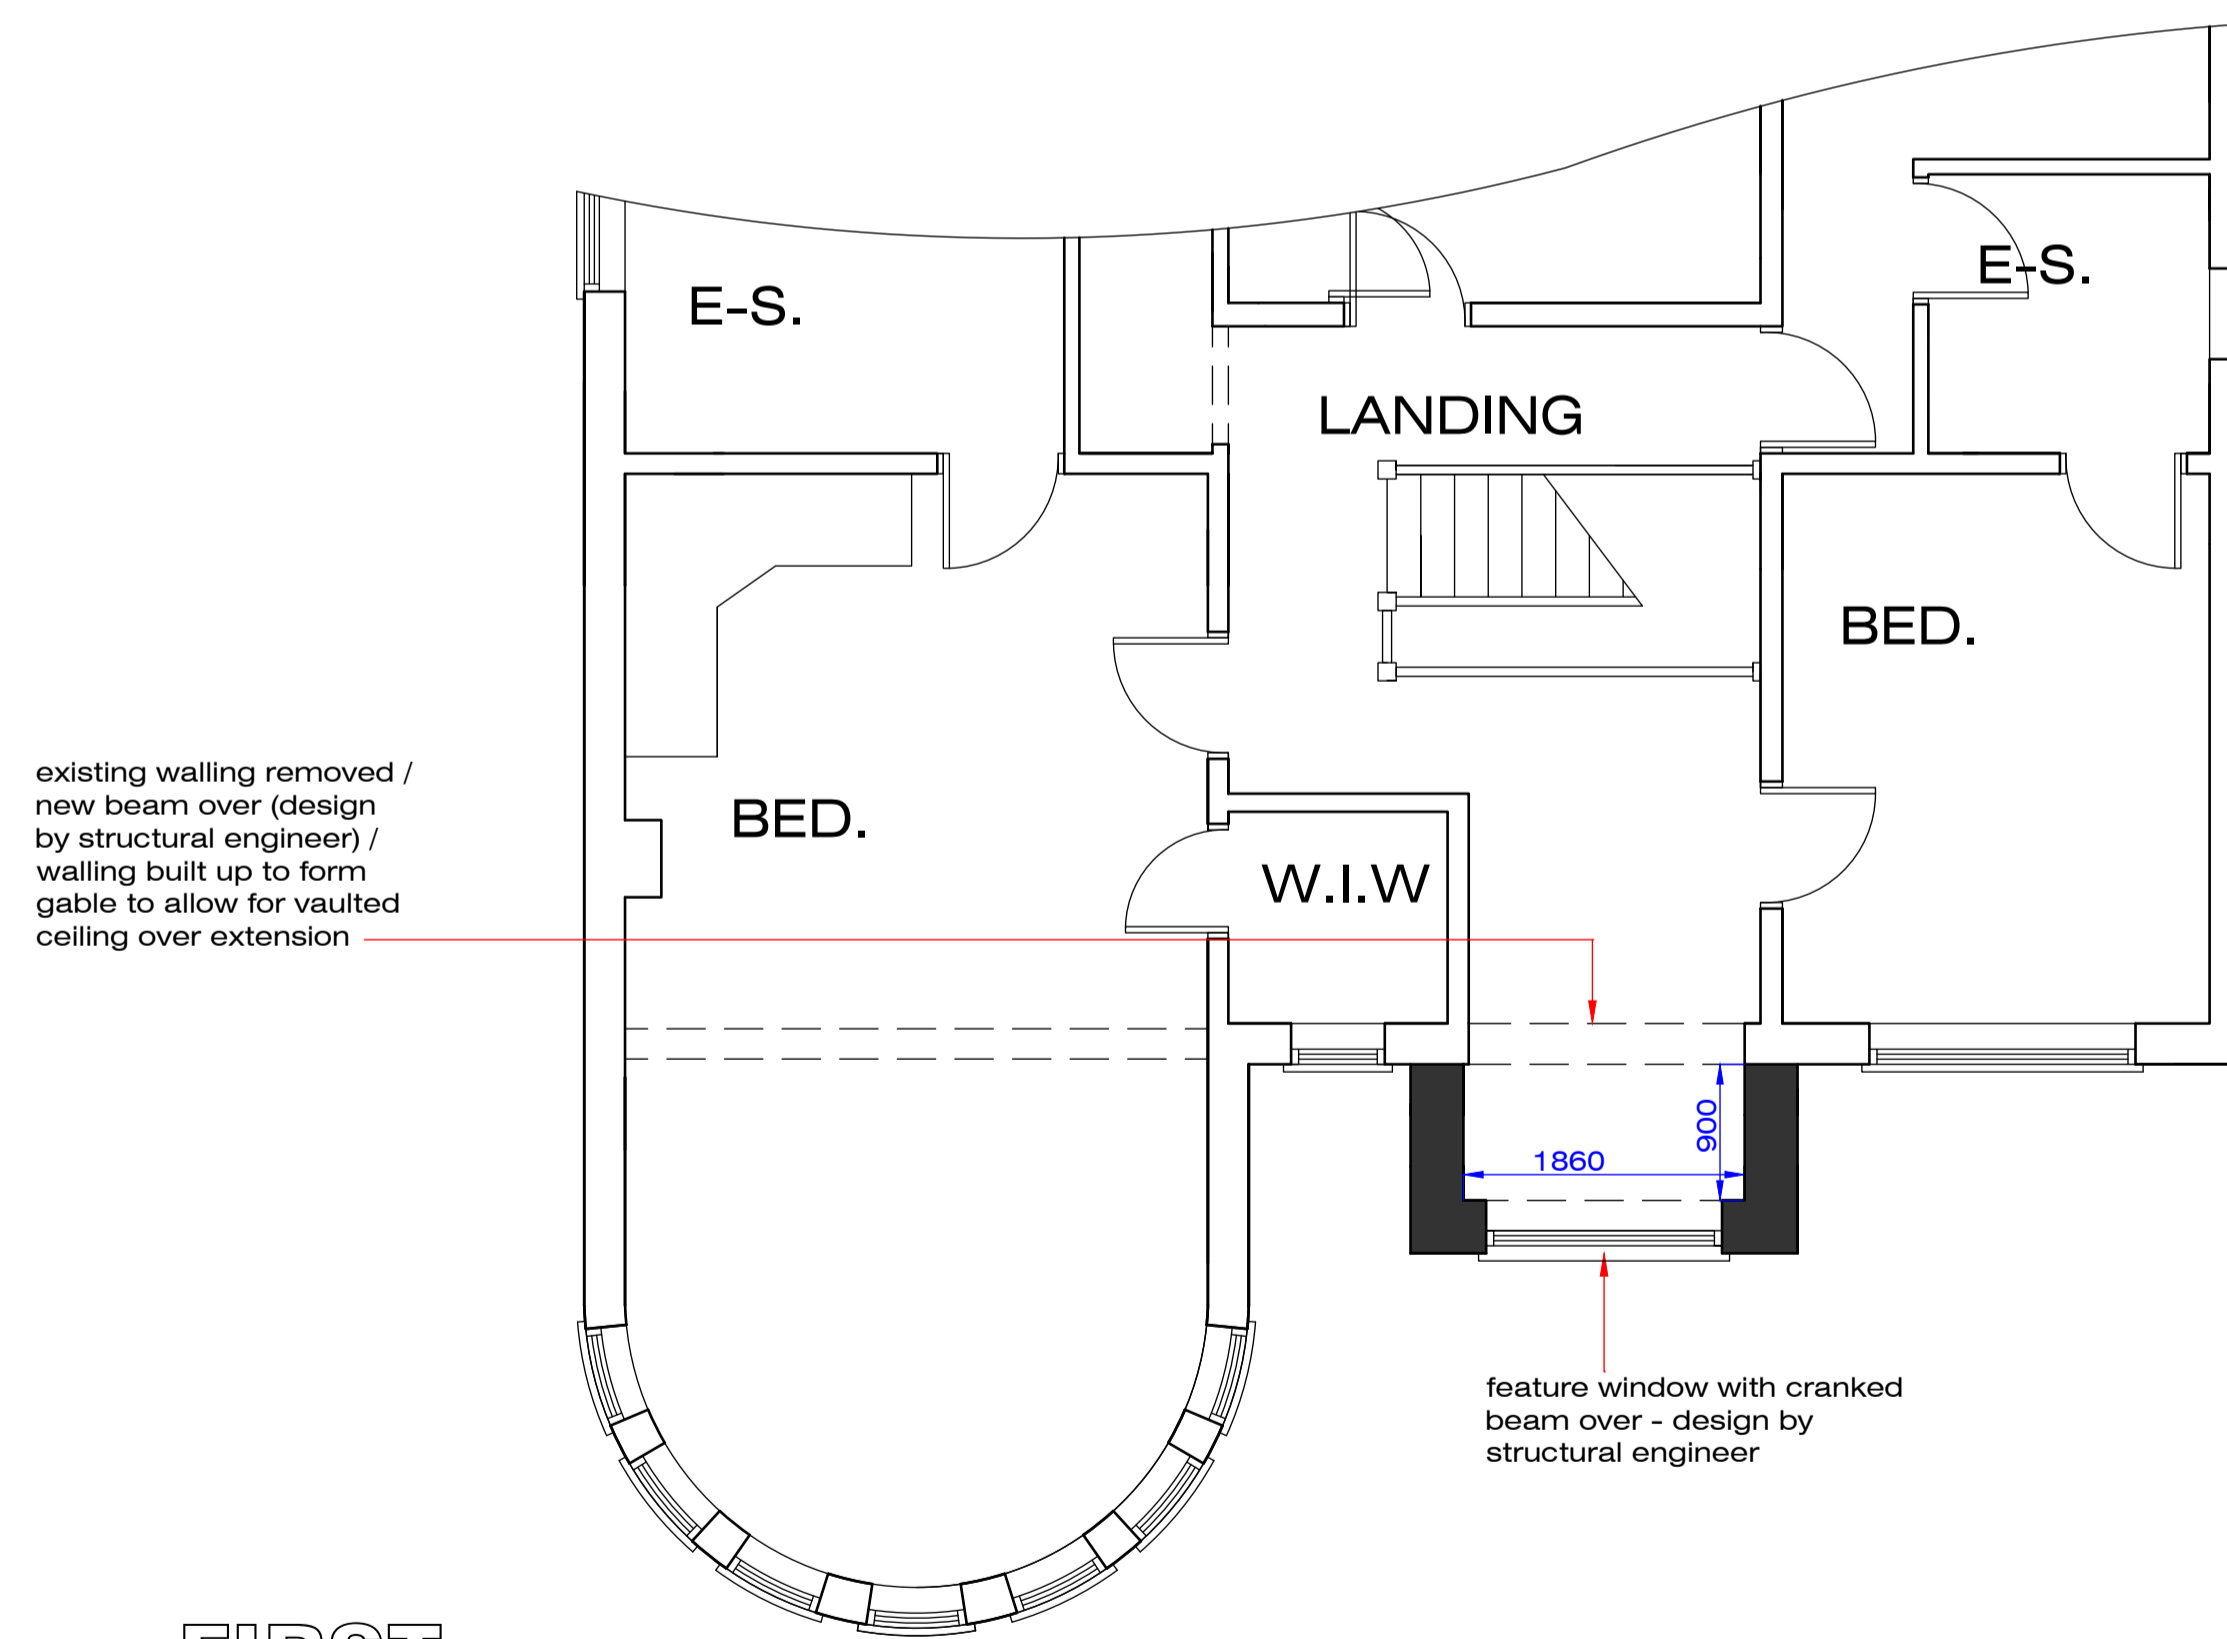 E-S.
E-S.
LANDING
BED.
existing walling removed /
new beam over (design
by structural engineer) /
walling built up to form
gable to allow for vaulted
ceiling over extension
BED.
W.I.W
900
1860
feature window with cranked
beam over - design by
structural engineer
FIRST